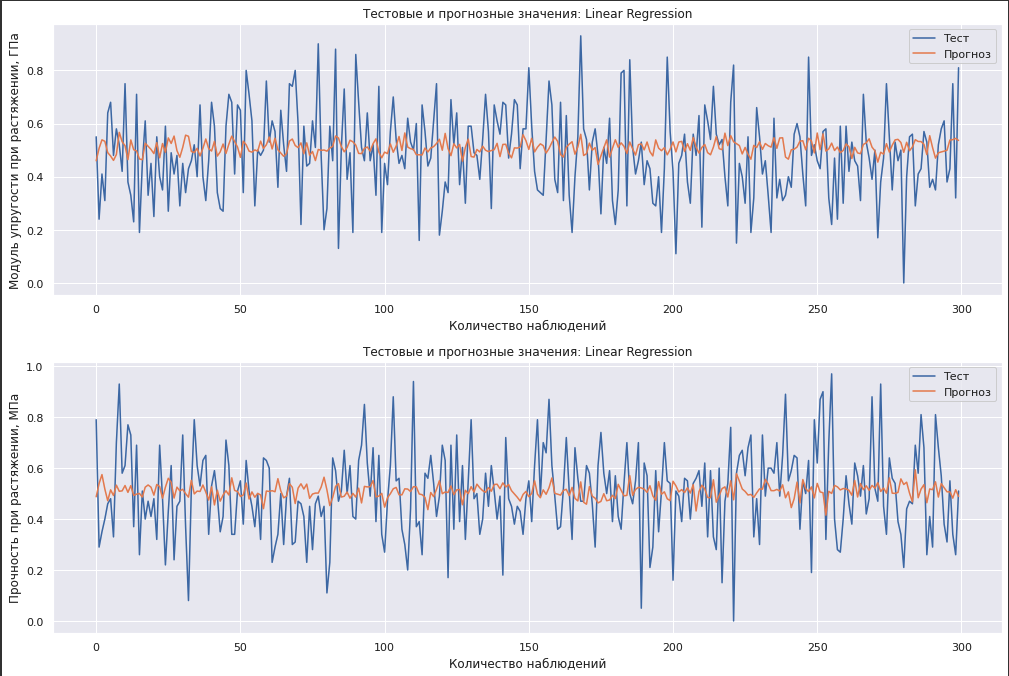 Тестовые и прогнозные значения: Linear Regression
Модуль упругости при растяжении, ГПа
Тест
Прогноз
0.8
0.6
0.4
0.2
0.0
0 50 100 150 200 250 300
Количество наблюдений
Тестовые и прогнозные значения: Linear Regression
Прочность при растяжении, МПа
Тест
Прогноз
1.0
0.8
0.6
0.4
0.2
0.0
0 50 100 150 200 250 300
Количество наблюдений